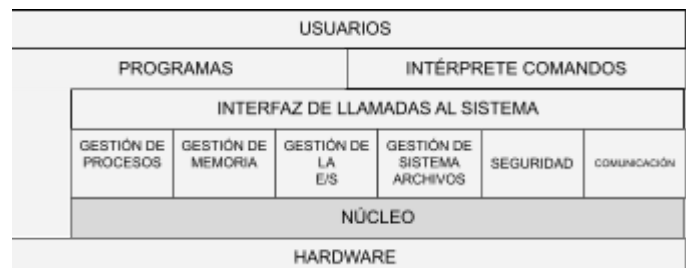 USUARIOS
PROGRAMAS
INTÉRPRETE COMANDOS
INTERFAZ DE LLAMADAS AL SISTEMA
GESTIÓN DE
PROCESOS
GESTIÓN DE
MEMORIA
GESTIÓN DE
LA
E/S
GESTIÓN DE
SISTEMA
ARCHIVOS
SEGURIDAD
COMUNICACIÓN
NÚCLEO
HARDWARE